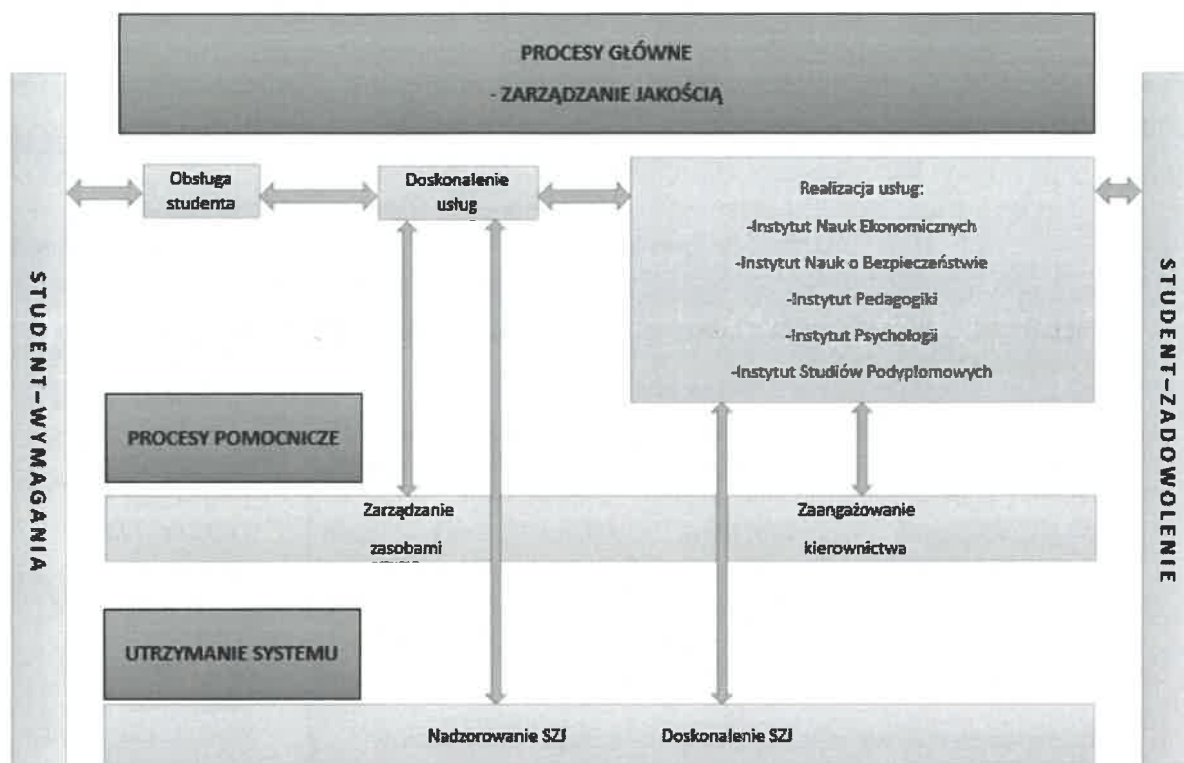 PROCESY GŁÓWNE
- ZARZĄDZANIE JAKOŚCIĄ
STUDENT–WYMAGANIA
Obsługa
studenta
Doskonalenie
usług
Realizacja usług:
-Instytut Nauk Ekonomicznych
-Instytut Nauk o Bezpieczeństwie
-Instytut Pedagogiki
-Instytut Psychologii
-Instytut Studiów Podyplomowych
STUDENT–ZADOWOLENIE
PROCESY POMOCNICZE
Zarządzanie
zasobami
Zaangażowanie
kierownictwa
UTRZYMANIE SYSTEMU
Nadzorowanie SZJ
Doskonalenie SZJ